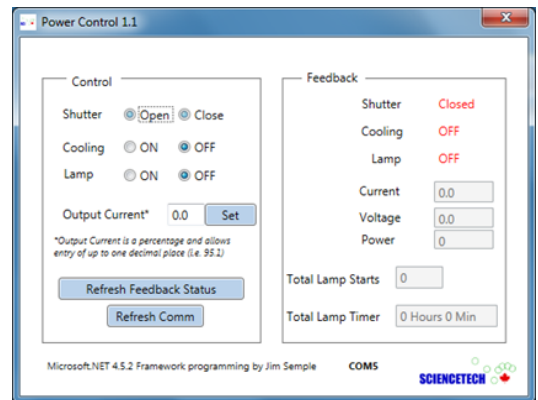 Power Control 1.1
Control
Shutter Open Close
Cooling ON OFF
Lamp ON OFF
Output Current* 0.0 Set
*Output Current is a percentage and allows
entry of up to one decimal place (i.e. 95.1)
Refresh Feedback Status
Refresh Comm
Feedback
Shutter Closed
Cooling OFF
Lamp OFF
Current 0.0
Voltage 0.0
Power 0
Total Lamp Starts 0
Total Lamp Timer 0 Hours 0 Min
Microsoft.NET 4.5.2 Framework programming by Jim Semple COM5
SCIENCETECH